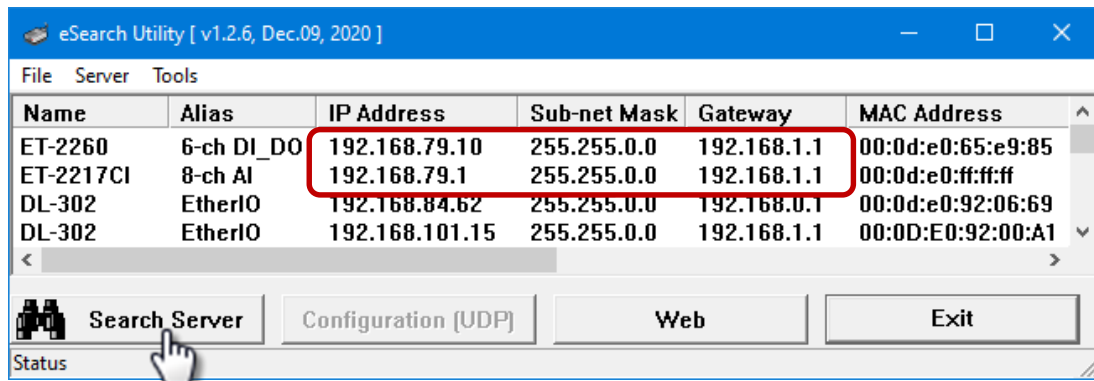 eSearch Utility [ v1.2.6, Dec.09, 2020 ]
File Server Tools
Name Alias IP Address Sub-net Mask Gateway MAC Address
ET-2260 6-ch DI_DO 192.168.79.10 255.255.0.0 192.168.1.1 00:0d:e0:65:e9:85
ET-2217CI 8-ch AI 192.168.79.1 255.255.0.0 192.168.1.1 00:0d:e0:ff:ff:ff
DL-302 EtherIO 192.168.84.62 255.255.0.0 192.168.0.1 00:0d:e0:92:06:69
DL-302 EtherIO 192.168.101.15 255.255.0.0 192.168.1.1 00:0D:E0:92:00:A1
Search Server Configuration (UDP) Web Exit
Status